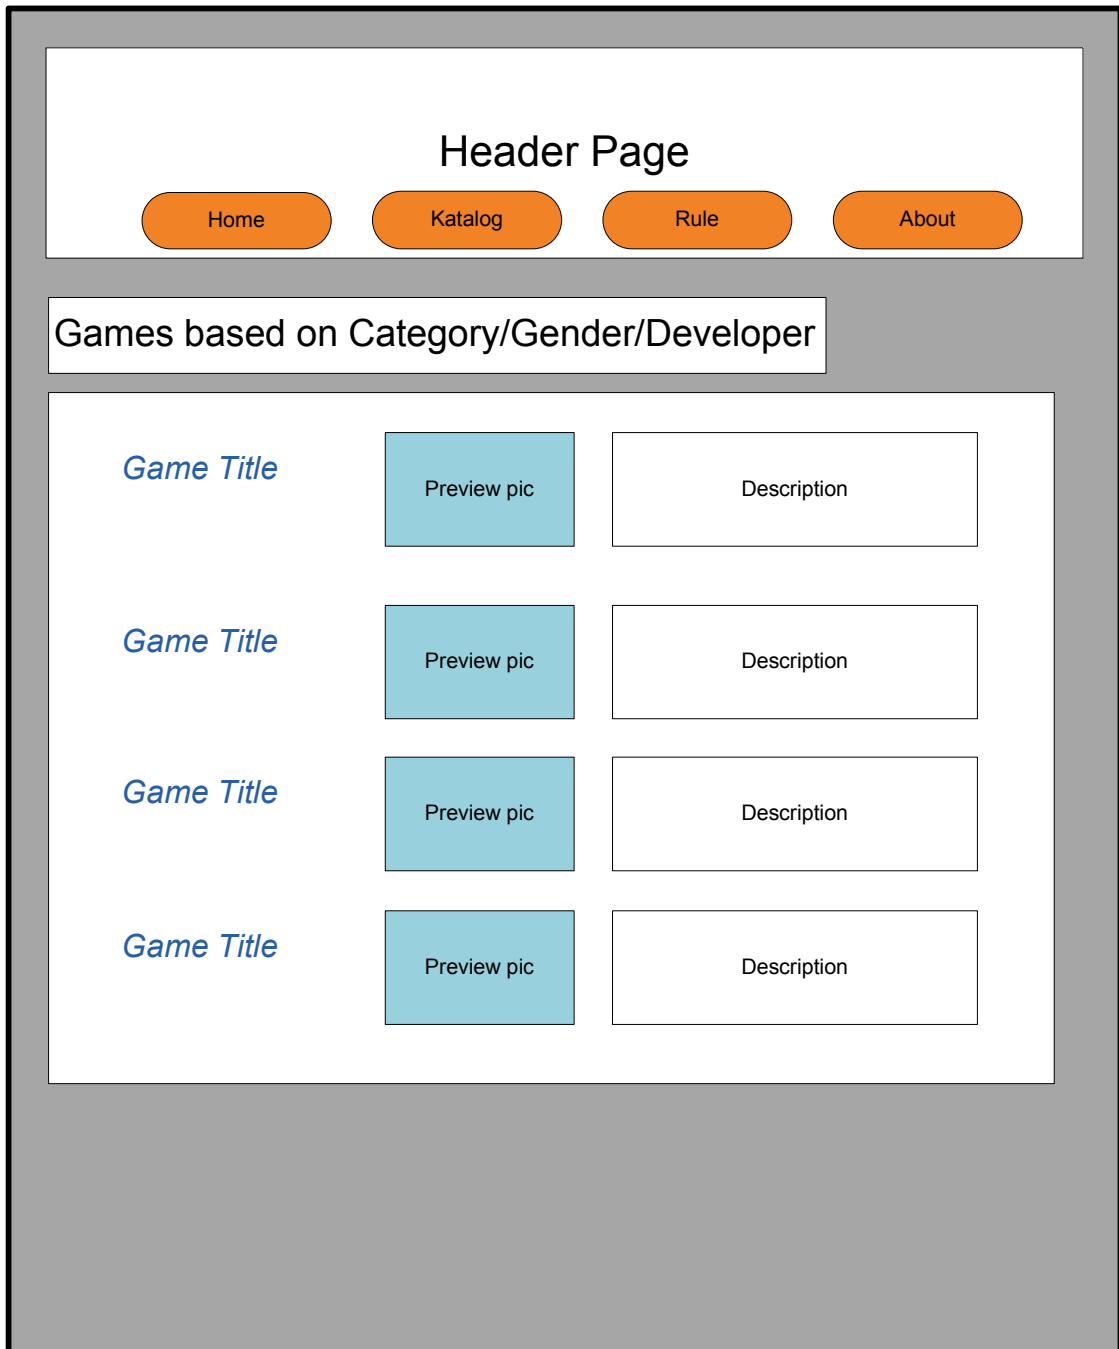 Header Page
Home
Katalog
Rule
About
Games based on Category/Gender/Developer
Game Title
Preview pic
Description
Game Title
Preview pic
Description
Game Title
Preview pic
Description
Game Title
Preview pic
Description